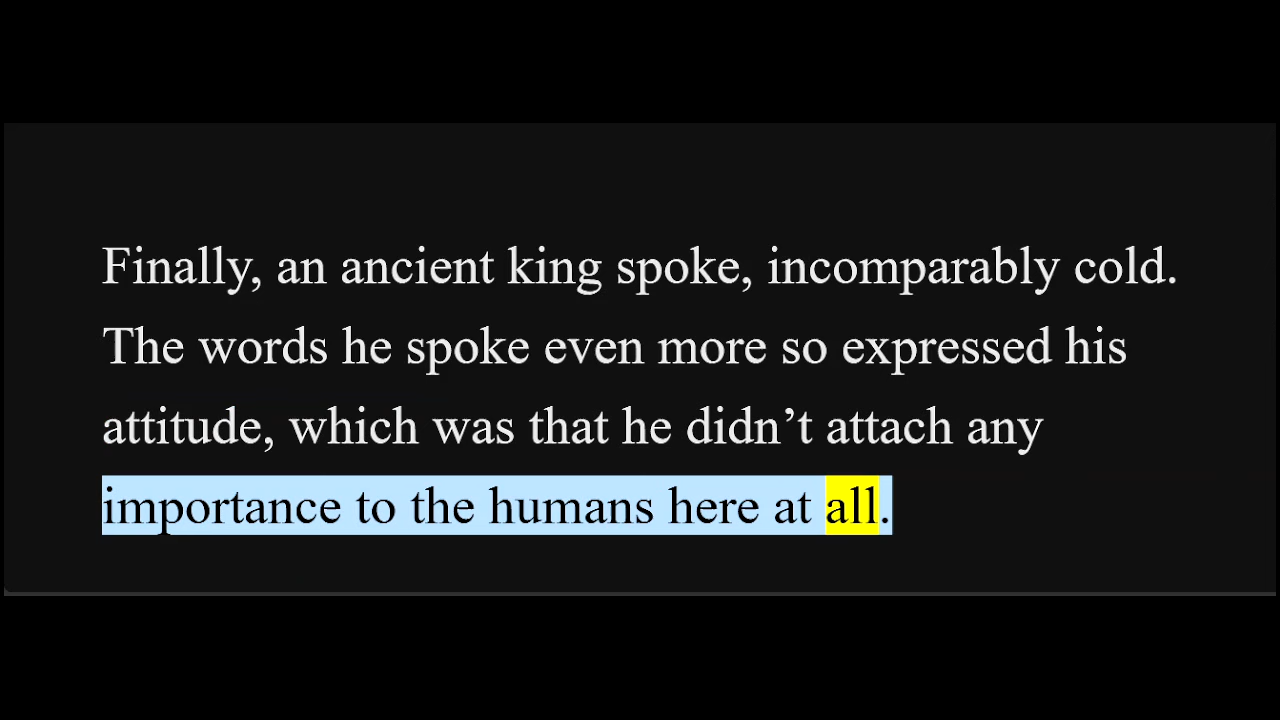 Finally, an ancient king spoke, incomparably cold.
The words he spoke even more so expressed his
attitude, which was that he didn’t attach any
importance to the humans here at all.